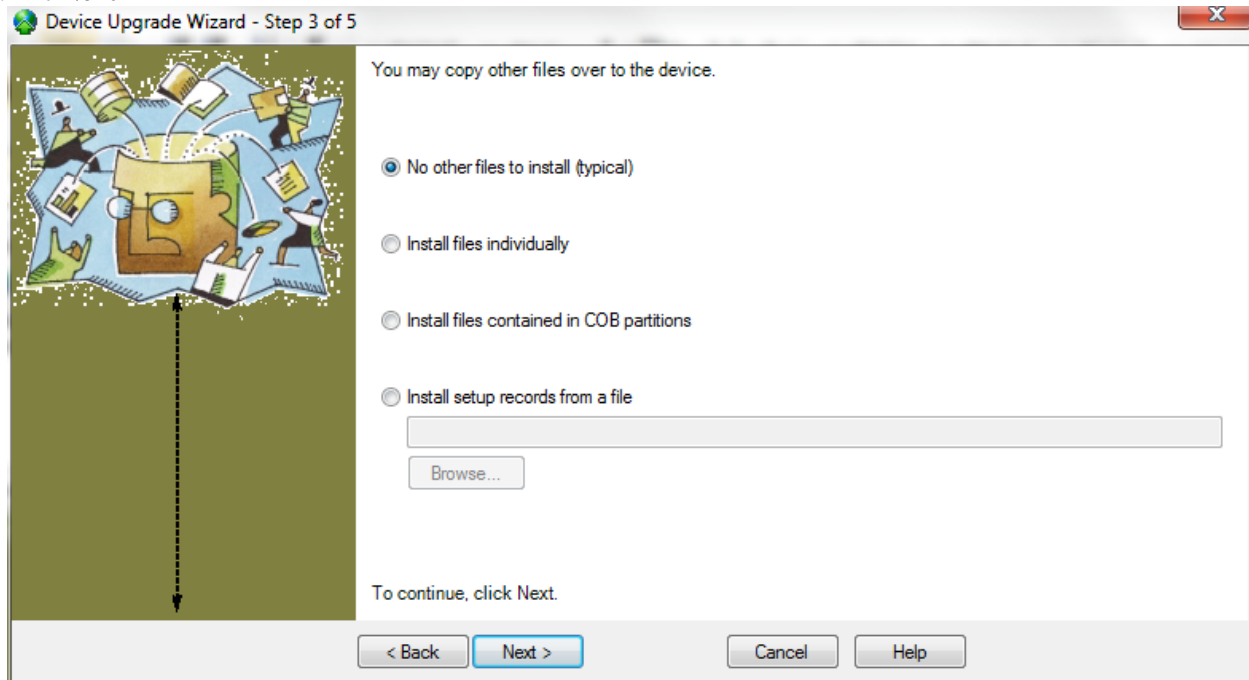 Device Upgrade Wizard - Step 3 of 5
You may copy other files over to the device.
No other files to install (typical)
Install files individually
Install files contained in COB partitions
Install setup records from a file
Browse...
To continue, click Next.
< Back Next > Cancel Help